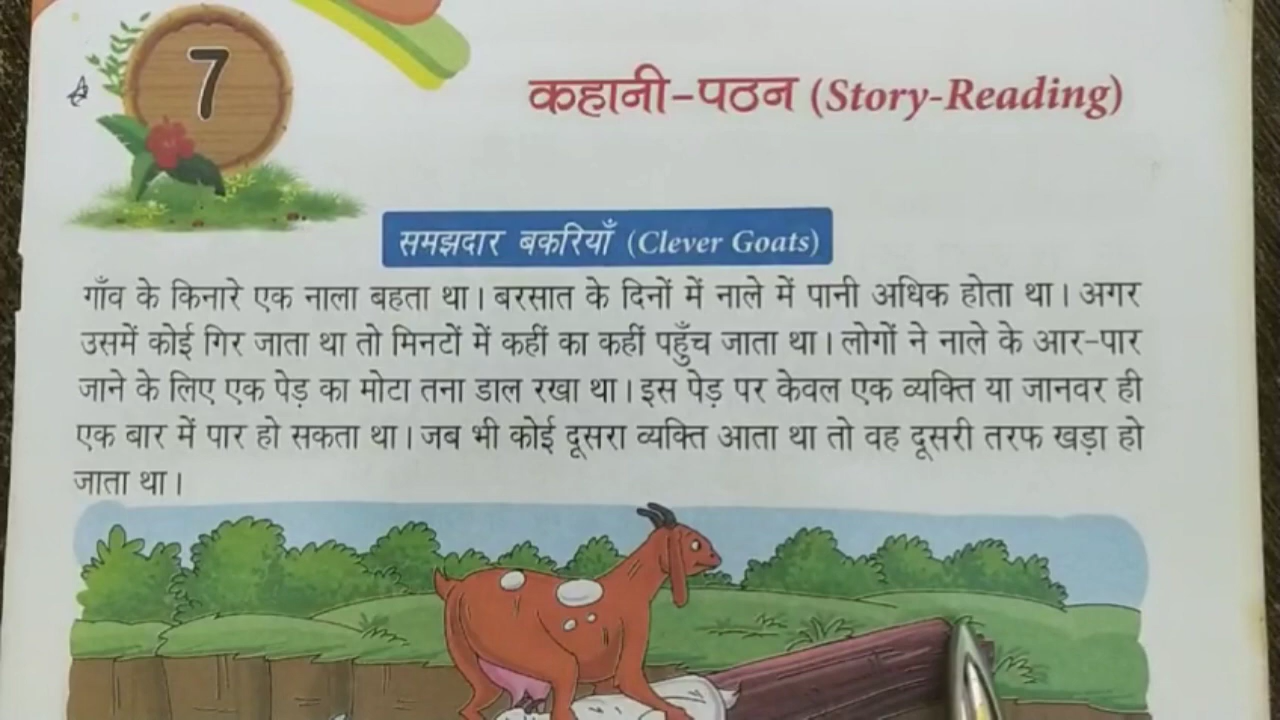 7
कहानी-पठन (Story-Reading)
समझदार बकरियाँ (Clever Goats)
गाँव के किनारे एक नाला बहता था। बरसात के दिनों में नाले में पानी अधिक होता था। अगर
उसमें कोई गिर जाता था तो मिनटों में कहीं का कहीं पहुँच जाता था। लोगों ने नाले के आर-पार
जाने के लिए एक पेड़ का मोटा तना डाल रखा था। इस पेड़ पर केवल एक व्यक्ति या जानवर ही
एक बार में पार हो सकता था। जब भी कोई दूसरा व्यक्ति आता था तो वह दूसरी तरफ खड़ा हो
जाता था।